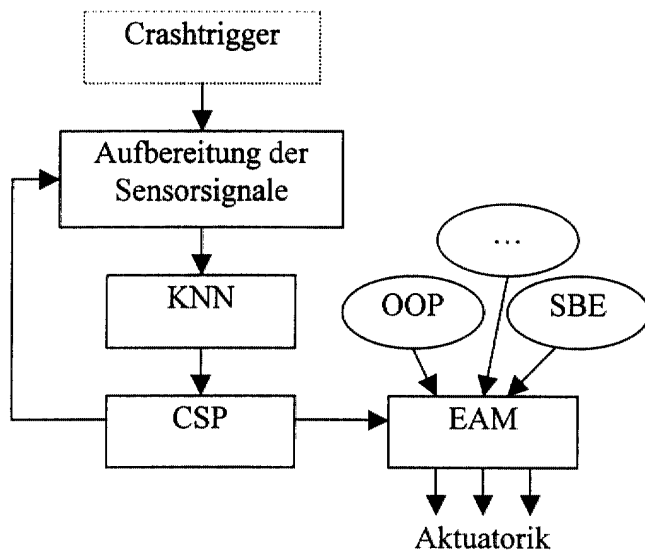 Crashtrigger
Aufbereitung der
Sensorsignale
KNN
CSP
...
OOP
SBE
EAM
Aktuatorik